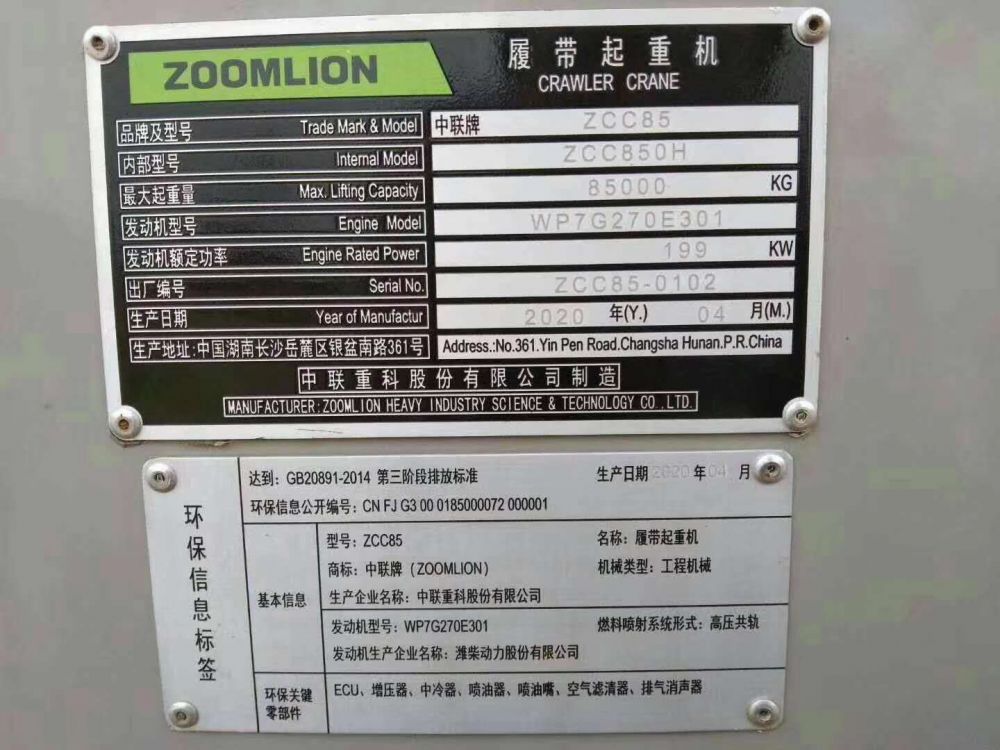 ZOOMLION
履带起重机
CRAWLER CRANE
品牌及型号 Trade Mark & Model 中联牌 ZCC85
内部型号 Internal Model ZCC850H
最大起重量 Max. Lifting Capacity 85000 KG
发动机型号 Engine Model WP7G270E301
发动机额定功率 Engine Rated Power 199 KW
出厂编号 Serial No. ZCC85-0102
生产日期 Year of Manufactur 2020 年(Y.) 04 月(M.)
生产地址:中国湖南长沙岳麓区银盆南路361号 Address.:No.361.Yin Pen Road.Changsha Hunan.P.R.China
中联重科股份有限公司制造
MANUFACTURER:ZOOMLION HEAVY INDUSTRY SCIENCE & TECHNOLOGY CO.,LTD.
环保信息标签
达到: GB20891-2014 第三阶段排放标准 生产日期 2020 年 04 月
环保信息公开编号: CN FJ G3 00 0185000072 000001
基本信息
型号: ZCC85 名称: 履带起重机
商标: 中联牌 (ZOOMLION) 机械类型: 工程机械
生产企业名称: 中联重科股份有限公司
发动机型号: WP7G270E301 燃料喷射系统形式: 高压共轨
发动机生产企业名称: 潍柴动力股份有限公司
环保关键
零部件
ECU、增压器、中冷器、喷油器、喷油嘴、空气滤清器、排气消声器